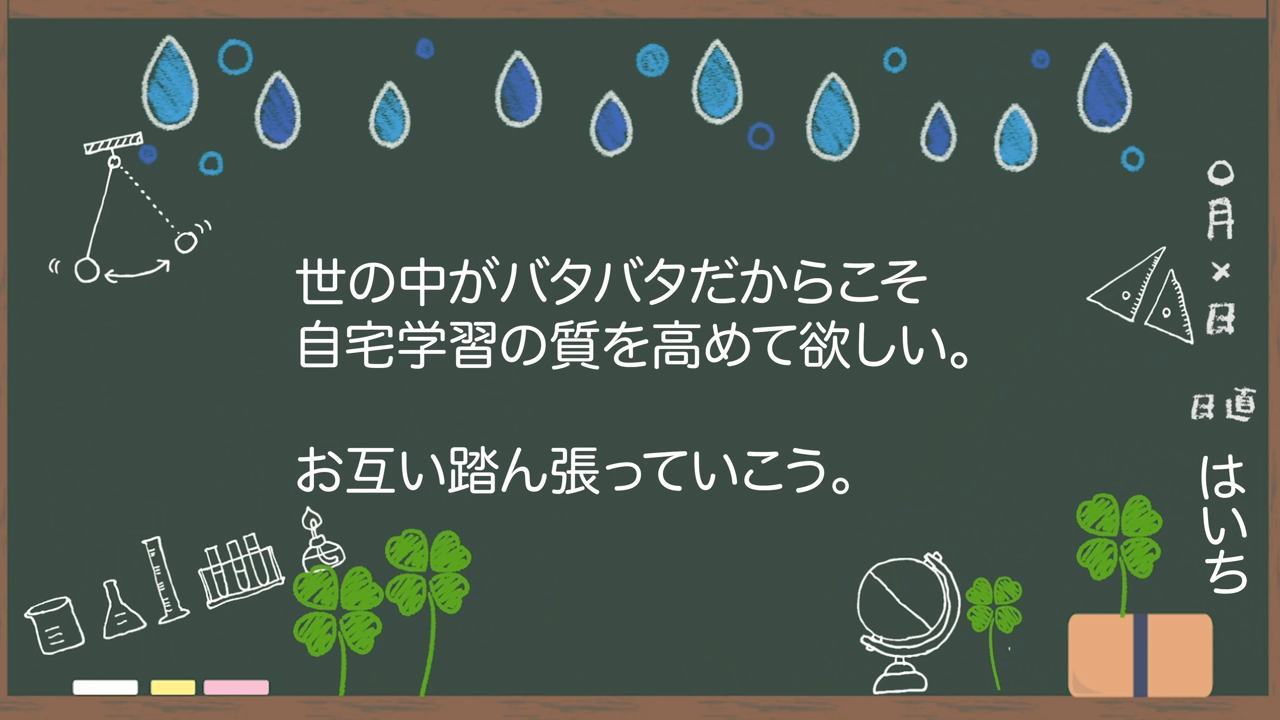 世の中がバタバタだからこそ
自宅学習の質を高めて欲しい。
お互い踏ん張っていこう。
○月×日
日直
はいち